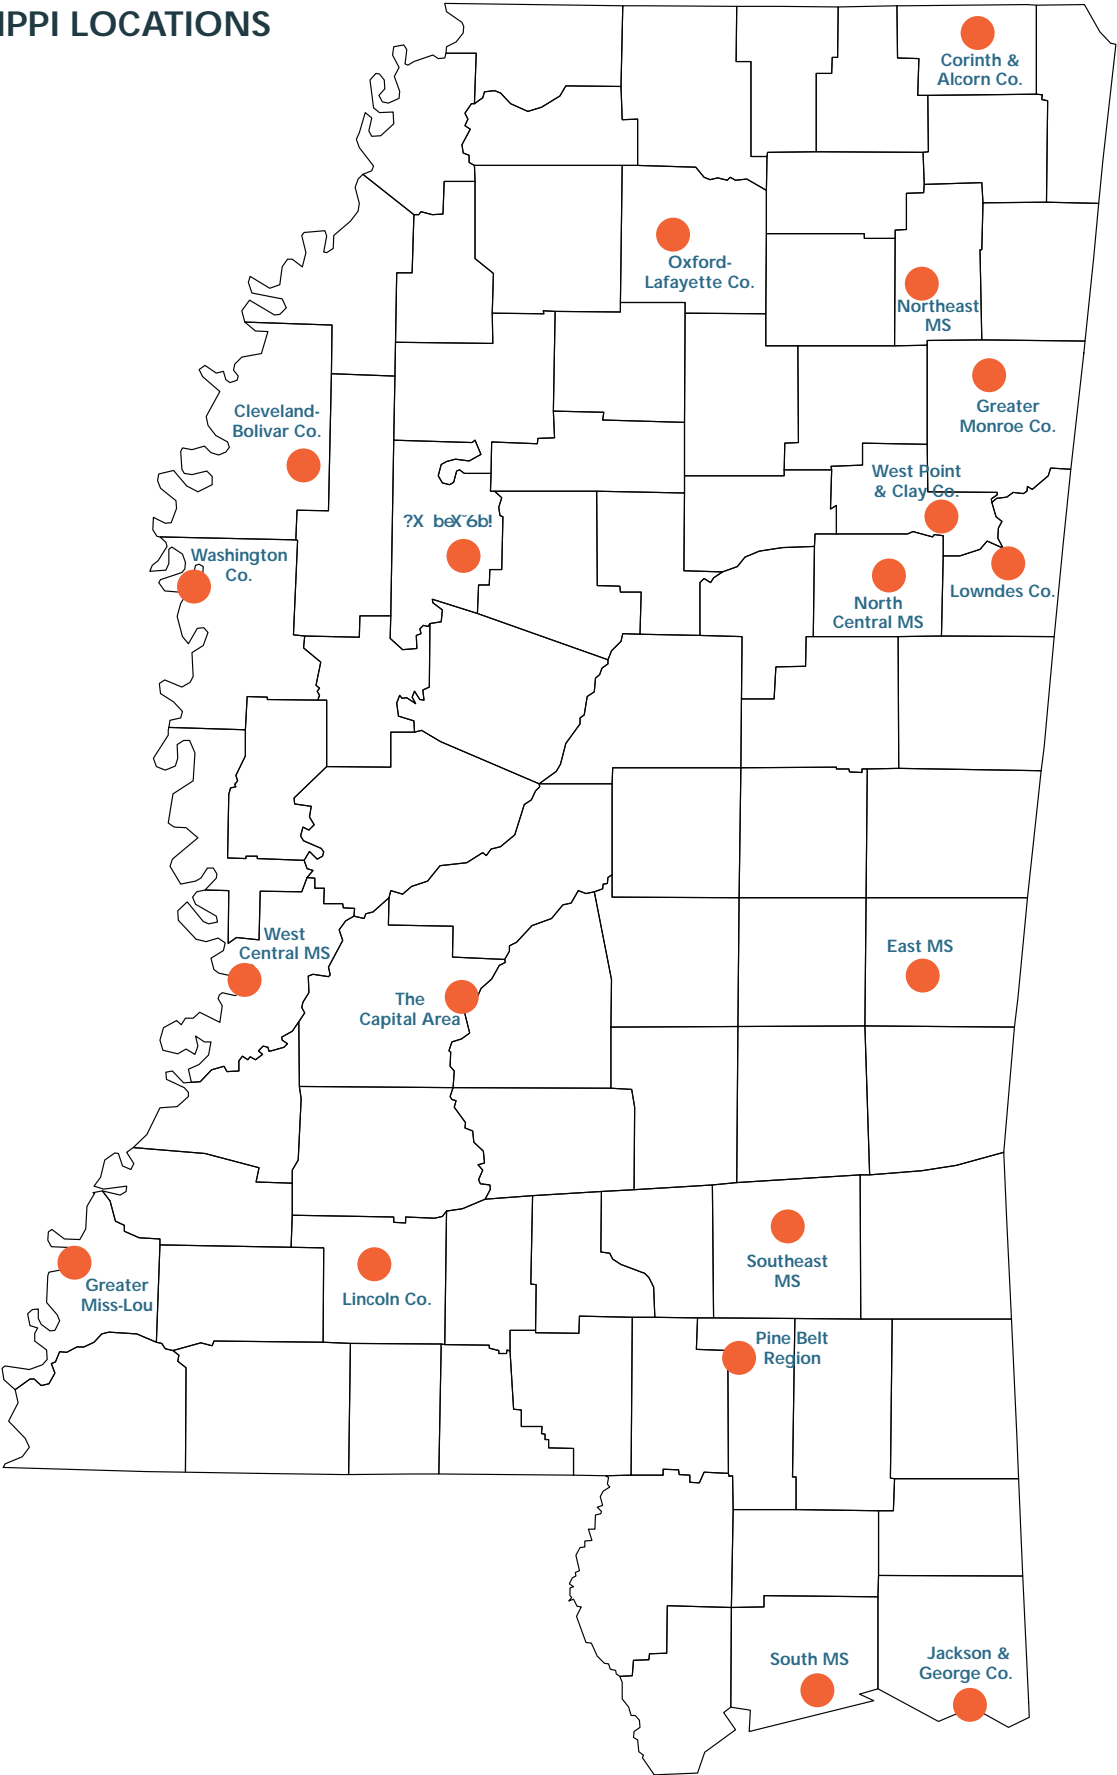 IPPI LOCATIONS
Corinth &
Alcorn Co.
Oxford-
Lafayette Co.
Northeast
MS
Greater
Monroe Co.
Cleveland-
Bolivar Co.
West Point
& Clay Co.
Washington
Co.
Lowndes Co.
North
Central MS
West
Central MS
East MS
The
Capital Area
Southeast
MS
Greater
Miss-Lou
Lincoln Co.
Pine Belt
Region
South MS
Jackson &
George Co.